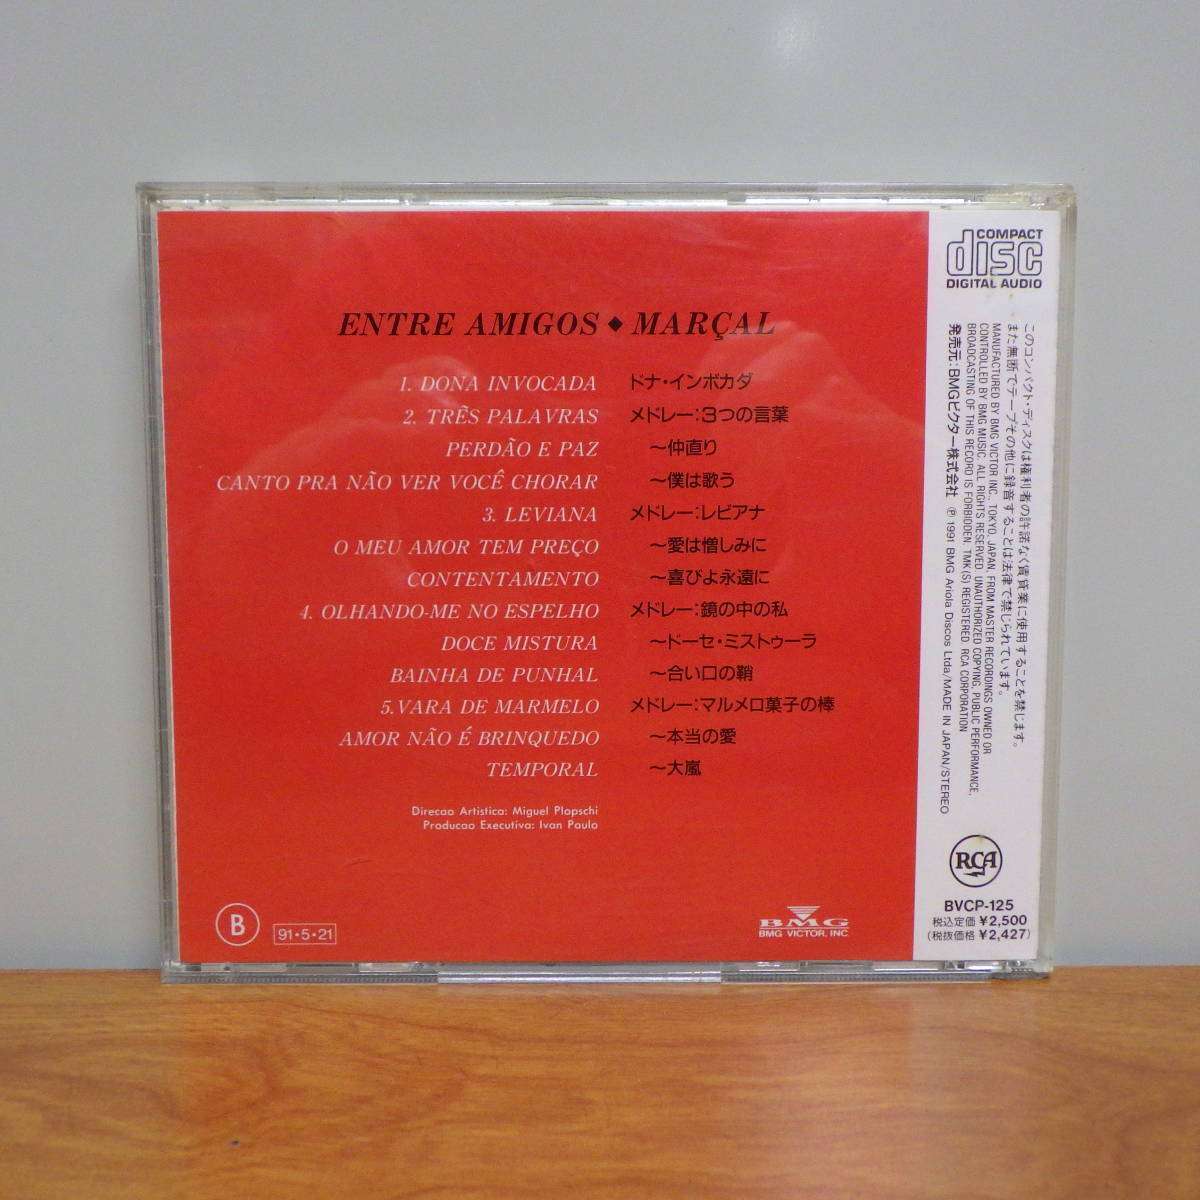 ENTRE AMIGOS ◆ MARÇAL
1. DONA INVOCADA ドナ・インボカダ
2. TRÊS PALAVRAS メドレー:3つの言葉
PERDÃO E PAZ ～仲直り
CANTO PRA NÃO VER VOCÊ CHORAR ～僕は歌う
3. LEVIANA メドレー:レビアナ
O MEU AMOR TEM PREÇO ～愛は憎しみに
CONTENTAMENTO ～喜びよ永遠に
4. OLHANDO-ME NO ESPELHO メドレー:鏡の中の私
DOCE MISTURA ～ドーセ・ミストゥーラ
BAINHA DE PUNHAL ～合い口の鞘
5. VARA DE MARMELO メドレー:マルメロ菓子の棒
AMOR NÃO É BRINQUEDO ～本当の愛
TEMPORAL ～大嵐
Direcao Artistica: Miguel Plopschi
Producao Executiva: Ivan Paulo
B
91・5・21
BMG
BMG VICTOR, INC.
COMPACT
disc
DIGITAL AUDIO
このコンパクト・ディスクは権利者の許諾なく賃貸業に使用することを禁じます。
また無断でテープその他に録音することは法律で禁じられています。
MANUFACTURED BY BMG VICTOR INC., TOKYO, JAPAN, FROM MASTER RECORDINGS OWNED OR
CONTROLLED BY BMG MUSIC. ALL RIGHTS RESERVED. UNAUTHORIZED COPYING, PUBLIC PERFORMANCE,
BROADCASTING OF THIS RECORD IS FORBIDDEN. TMK(S) REGISTERED RCA CORPORATION
発売元:BMGビクター株式会社 ℗ 1991 BMG Ariola Discos Ltda/MADE IN JAPAN/STEREO
RCA
BVCP-125
税込定価 ¥2,500
(税抜価格 ¥2,427)